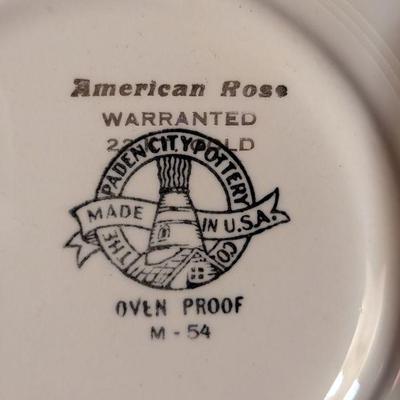 American Rose
WARRANTED
THE PADEN CITY POTTERY CO.
MADE IN U.S.A.
OVEN PROOF
M - 54